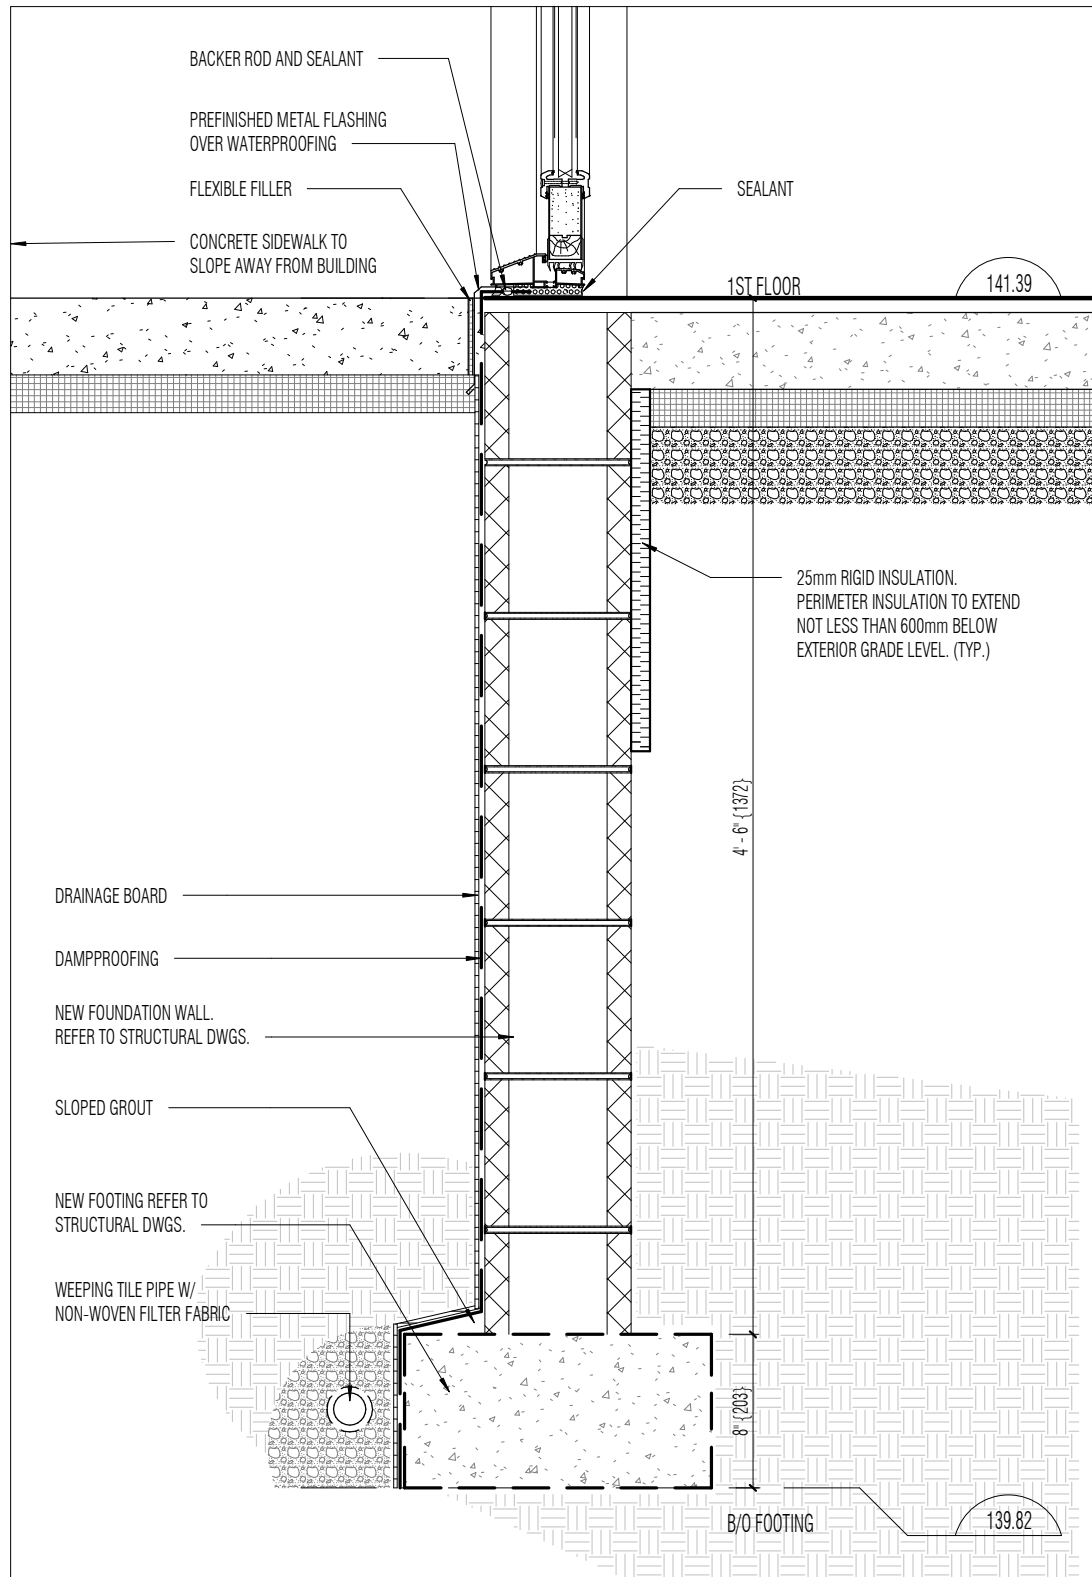 BACKER ROD AND SEALANT
PREFINISHED METAL FLASHING
OVER WATERPROOFING
FLEXIBLE FILLER
SEALANT
CONCRETE SIDEWALK TO
SLOPE AWAY FROM BUILDING
1ST FLOOR
141.39
25mm RIGID INSULATION.
PERIMETER INSULATION TO EXTEND
NOT LESS THAN 600mm BELOW
EXTERIOR GRADE LEVEL. (TYP.)
4' - 6" {1372}
DRAINAGE BOARD
DAMPPROOFING
NEW FOUNDATION WALL.
REFER TO STRUCTURAL DWGS.
SLOPED GROUT
NEW FOOTING REFER TO
STRUCTURAL DWGS.
WEEPING TILE PIPE W/
NON-WOVEN FILTER FABRIC
8" {203}
B/O FOOTING
139.82